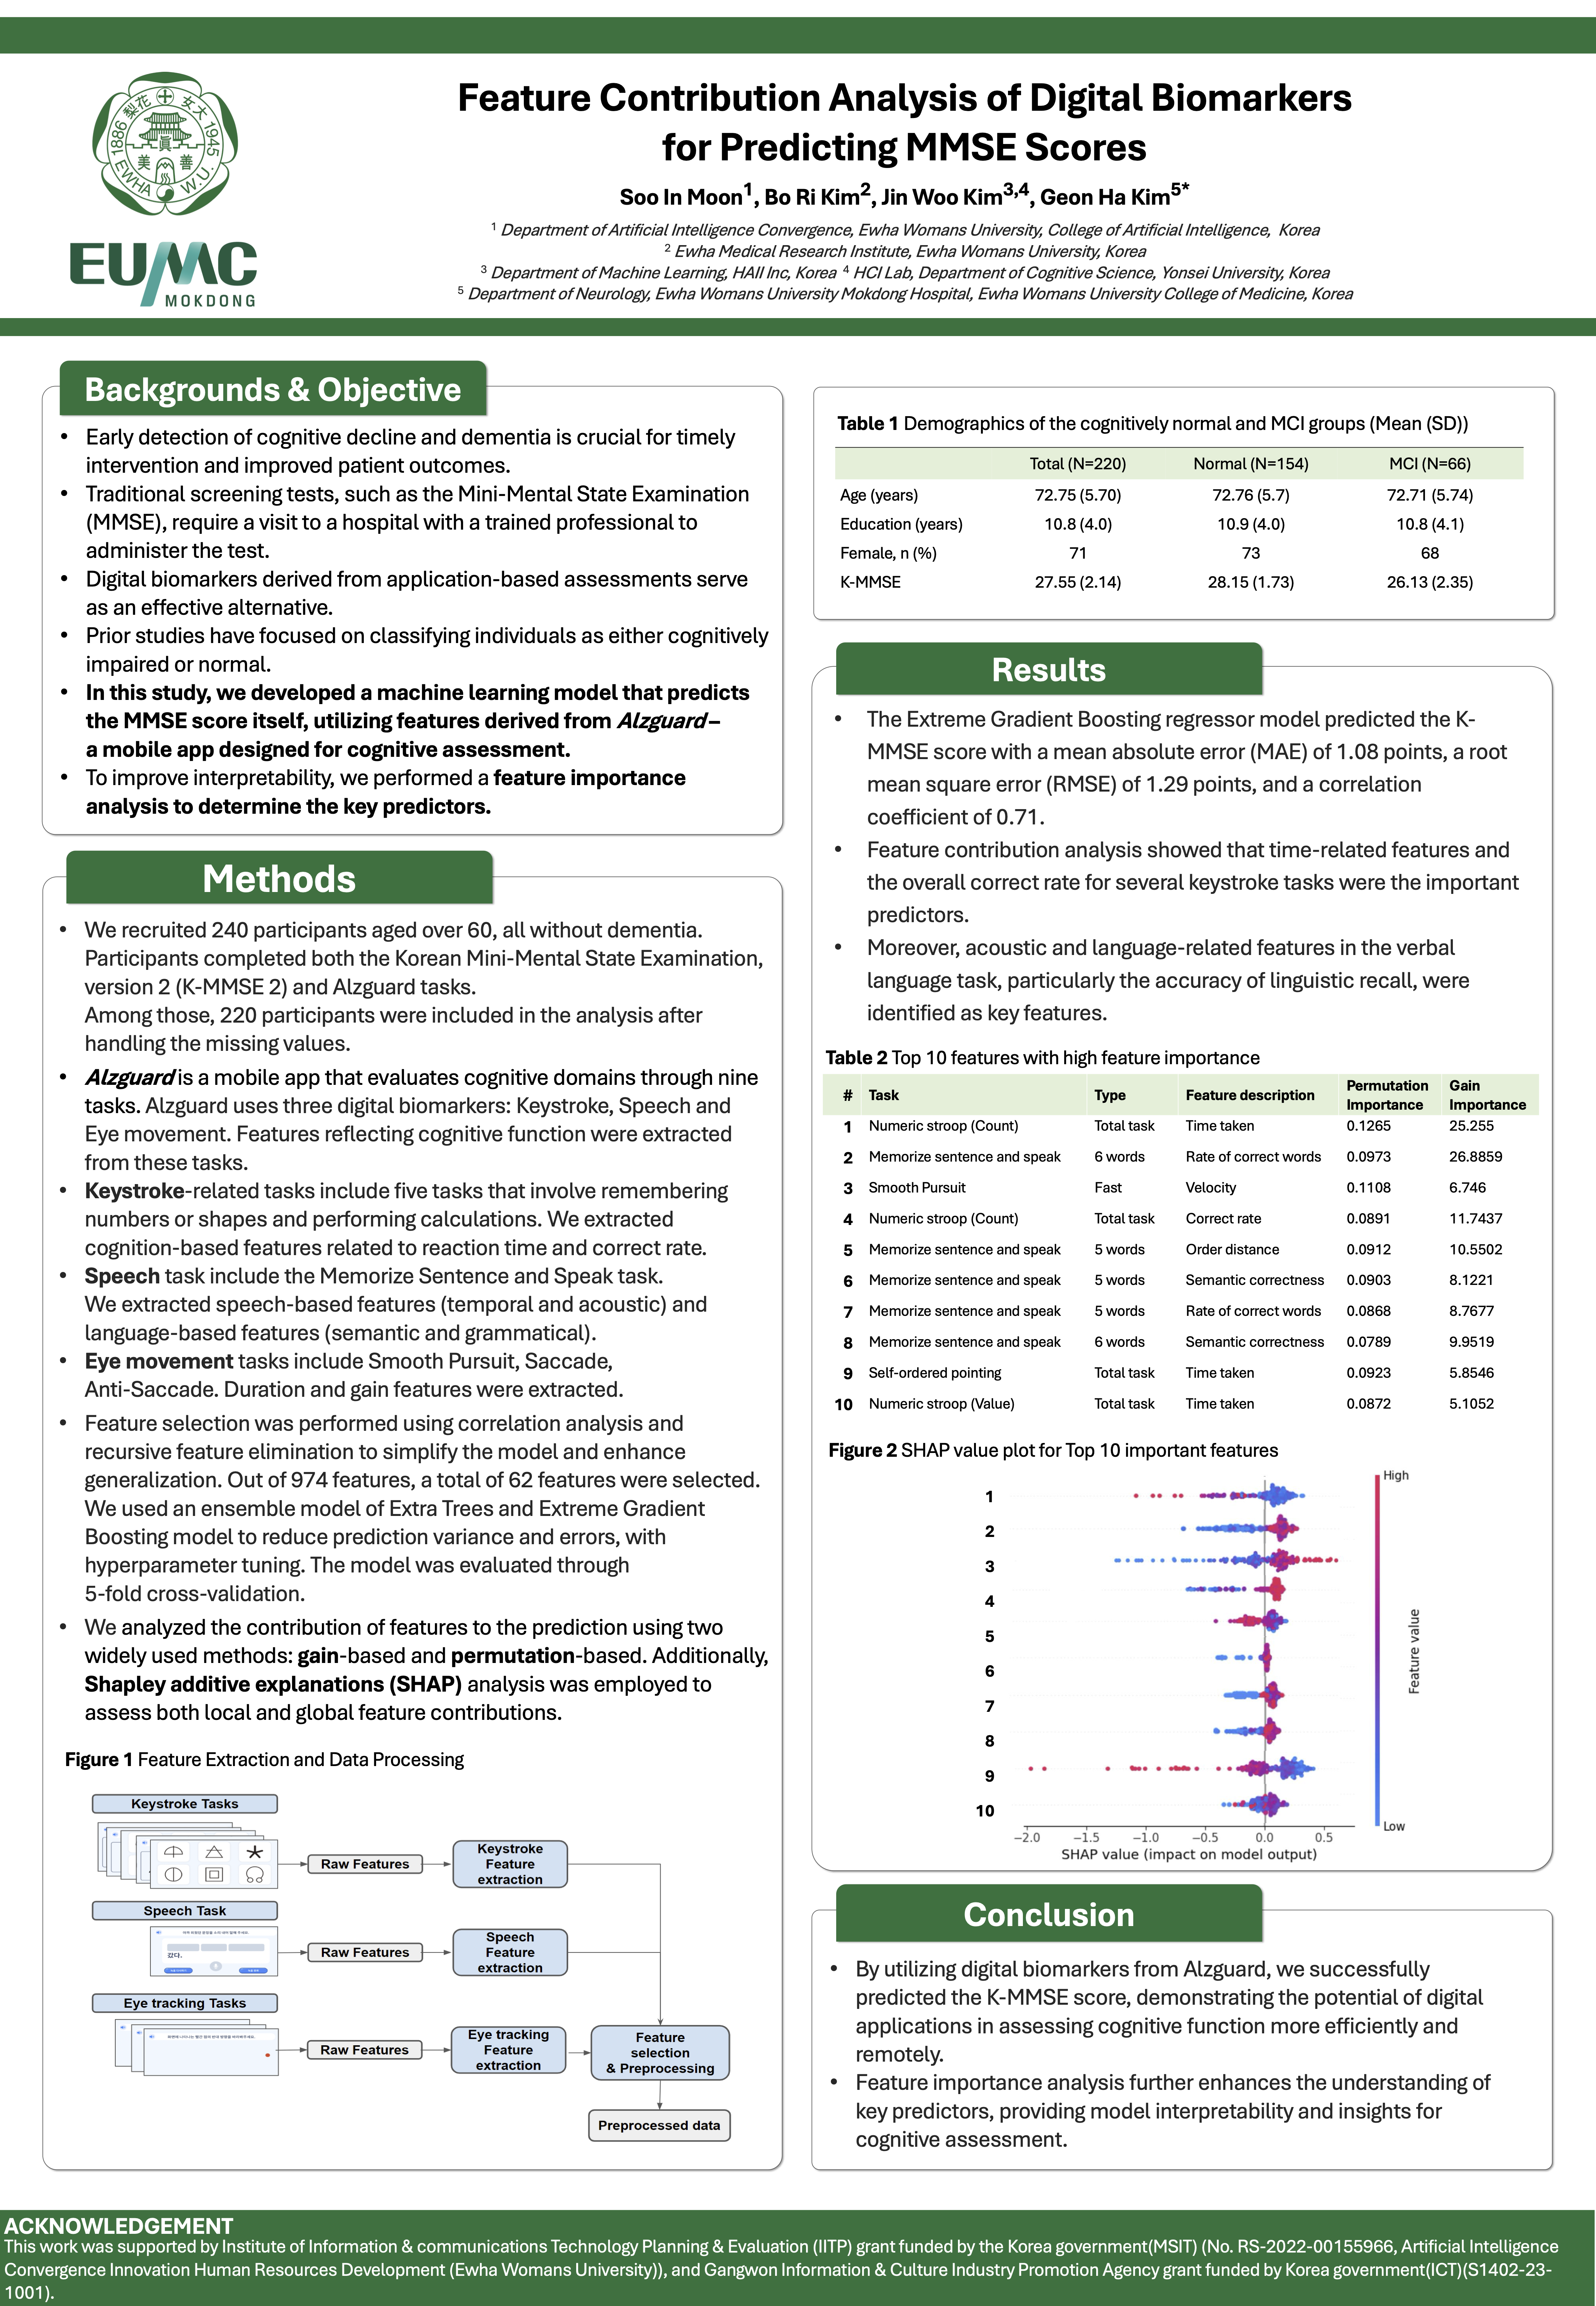 1886 梨花 女大 1945
美 眞 善
EWHA W.U.
EUMC
MOKDONG
Feature Contribution Analysis of Digital Biomarkers
for Predicting MMSE Scores
Soo In Moon1, Bo Ri Kim2, Jin Woo Kim3,4, Geon Ha Kim5*
1 Department of Artificial Intelligence Convergence, Ewha Womans University, College of Artificial Intelligence, Korea
2 Ewha Medical Research Institute, Ewha Womans University, Korea
3 Department of Machine Learning, HAII Inc, Korea 4 HCI Lab, Department of Cognitive Science, Yonsei University, Korea
5 Department of Neurology, Ewha Womans University Mokdong Hospital, Ewha Womans University College of Medicine, Korea
Backgrounds & Objective
• Early detection of cognitive decline and dementia is crucial for timely
intervention and improved patient outcomes.
• Traditional screening tests, such as the Mini-Mental State Examination
(MMSE), require a visit to a hospital with a trained professional to
administer the test.
• Digital biomarkers derived from application-based assessments serve
as an effective alternative.
• Prior studies have focused on classifying individuals as either cognitively
impaired or normal.
• In this study, we developed a machine learning model that predicts
the MMSE score itself, utilizing features derived from Alzguard –
a mobile app designed for cognitive assessment.
• To improve interpretability, we performed a feature importance
analysis to determine the key predictors.
Methods
• We recruited 240 participants aged over 60, all without dementia.
Participants completed both the Korean Mini-Mental State Examination,
version 2 (K-MMSE 2) and Alzguard tasks.
Among those, 220 participants were included in the analysis after
handling the missing values.
• Alzguard is a mobile app that evaluates cognitive domains through nine
tasks. Alzguard uses three digital biomarkers: Keystroke, Speech and
Eye movement. Features reflecting cognitive function were extracted
from these tasks.
• Keystroke-related tasks include five tasks that involve remembering
numbers or shapes and performing calculations. We extracted
cognition-based features related to reaction time and correct rate.
• Speech task include the Memorize Sentence and Speak task.
We extracted speech-based features (temporal and acoustic) and
language-based features (semantic and grammatical).
• Eye movement tasks include Smooth Pursuit, Saccade,
Anti-Saccade. Duration and gain features were extracted.
• Feature selection was performed using correlation analysis and
recursive feature elimination to simplify the model and enhance
generalization. Out of 974 features, a total of 62 features were selected.
We used an ensemble model of Extra Trees and Extreme Gradient
Boosting model to reduce prediction variance and errors, with
hyperparameter tuning. The model was evaluated through
5-fold cross-validation.
• We analyzed the contribution of features to the prediction using two
widely used methods: gain-based and permutation-based. Additionally,
Shapley additive explanations (SHAP) analysis was employed to
assess both local and global feature contributions.
Figure 1 Feature Extraction and Data Processing
Keystroke Tasks
Raw Features
Keystroke
Feature
extraction
Speech Task
갔다.
Raw Features
Speech
Feature
extraction
Eye tracking Tasks
Raw Features
Eye tracking
Feature
extraction
Feature
selection
& Preprocessing
Preprocessed data
Table 1 Demographics of the cognitively normal and MCI groups (Mean (SD))
Total (N=220) Normal (N=154) MCI (N=66)
Age (years) 72.75 (5.70) 72.76 (5.7) 72.71 (5.74)
Education (years) 10.8 (4.0) 10.9 (4.0) 10.8 (4.1)
Female, n (%) 71 73 68
K-MMSE 27.55 (2.14) 28.15 (1.73) 26.13 (2.35)
Results
• The Extreme Gradient Boosting regressor model predicted the K-
MMSE score with a mean absolute error (MAE) of 1.08 points, a root
mean square error (RMSE) of 1.29 points, and a correlation
coefficient of 0.71.
• Feature contribution analysis showed that time-related features and
the overall correct rate for several keystroke tasks were the important
predictors.
• Moreover, acoustic and language-related features in the verbal
language task, particularly the accuracy of linguistic recall, were
identified as key features.
Table 2 Top 10 features with high feature importance
# Task Type Feature description Permutation Importance Gain Importance
1 Numeric stroop (Count) Total task Time taken 0.1265 25.255
2 Memorize sentence and speak 6 words Rate of correct words 0.0973 26.8859
3 Smooth Pursuit Fast Velocity 0.1108 6.746
4 Numeric stroop (Count) Total task Correct rate 0.0891 11.7437
5 Memorize sentence and speak 5 words Order distance 0.0912 10.5502
6 Memorize sentence and speak 5 words Semantic correctness 0.0903 8.1221
7 Memorize sentence and speak 5 words Rate of correct words 0.0868 8.7677
8 Memorize sentence and speak 6 words Semantic correctness 0.0789 9.9519
9 Self-ordered pointing Total task Time taken 0.0923 5.8546
10 Numeric stroop (Value) Total task Time taken 0.0872 5.1052
Figure 2 SHAP value plot for Top 10 important features
High
1
2
3
4
5
6
7
8
9
10
Feature value
Low
−2.0 −1.5 −1.0 −0.5 0.0 0.5
SHAP value (impact on model output)
Conclusion
• By utilizing digital biomarkers from Alzguard, we successfully
predicted the K-MMSE score, demonstrating the potential of digital
applications in assessing cognitive function more efficiently and
remotely.
• Feature importance analysis further enhances the understanding of
key predictors, providing model interpretability and insights for
cognitive assessment.
ACKNOWLEDGEMENT
This work was supported by Institute of Information & communications Technology Planning & Evaluation (IITP) grant funded by the Korea government(MSIT) (No. RS-2022-00155966, Artificial Intelligence
Convergence Innovation Human Resources Development (Ewha Womans University)), and Gangwon Information & Culture Industry Promotion Agency grant funded by Korea government(ICT)(S1402-23-
1001).